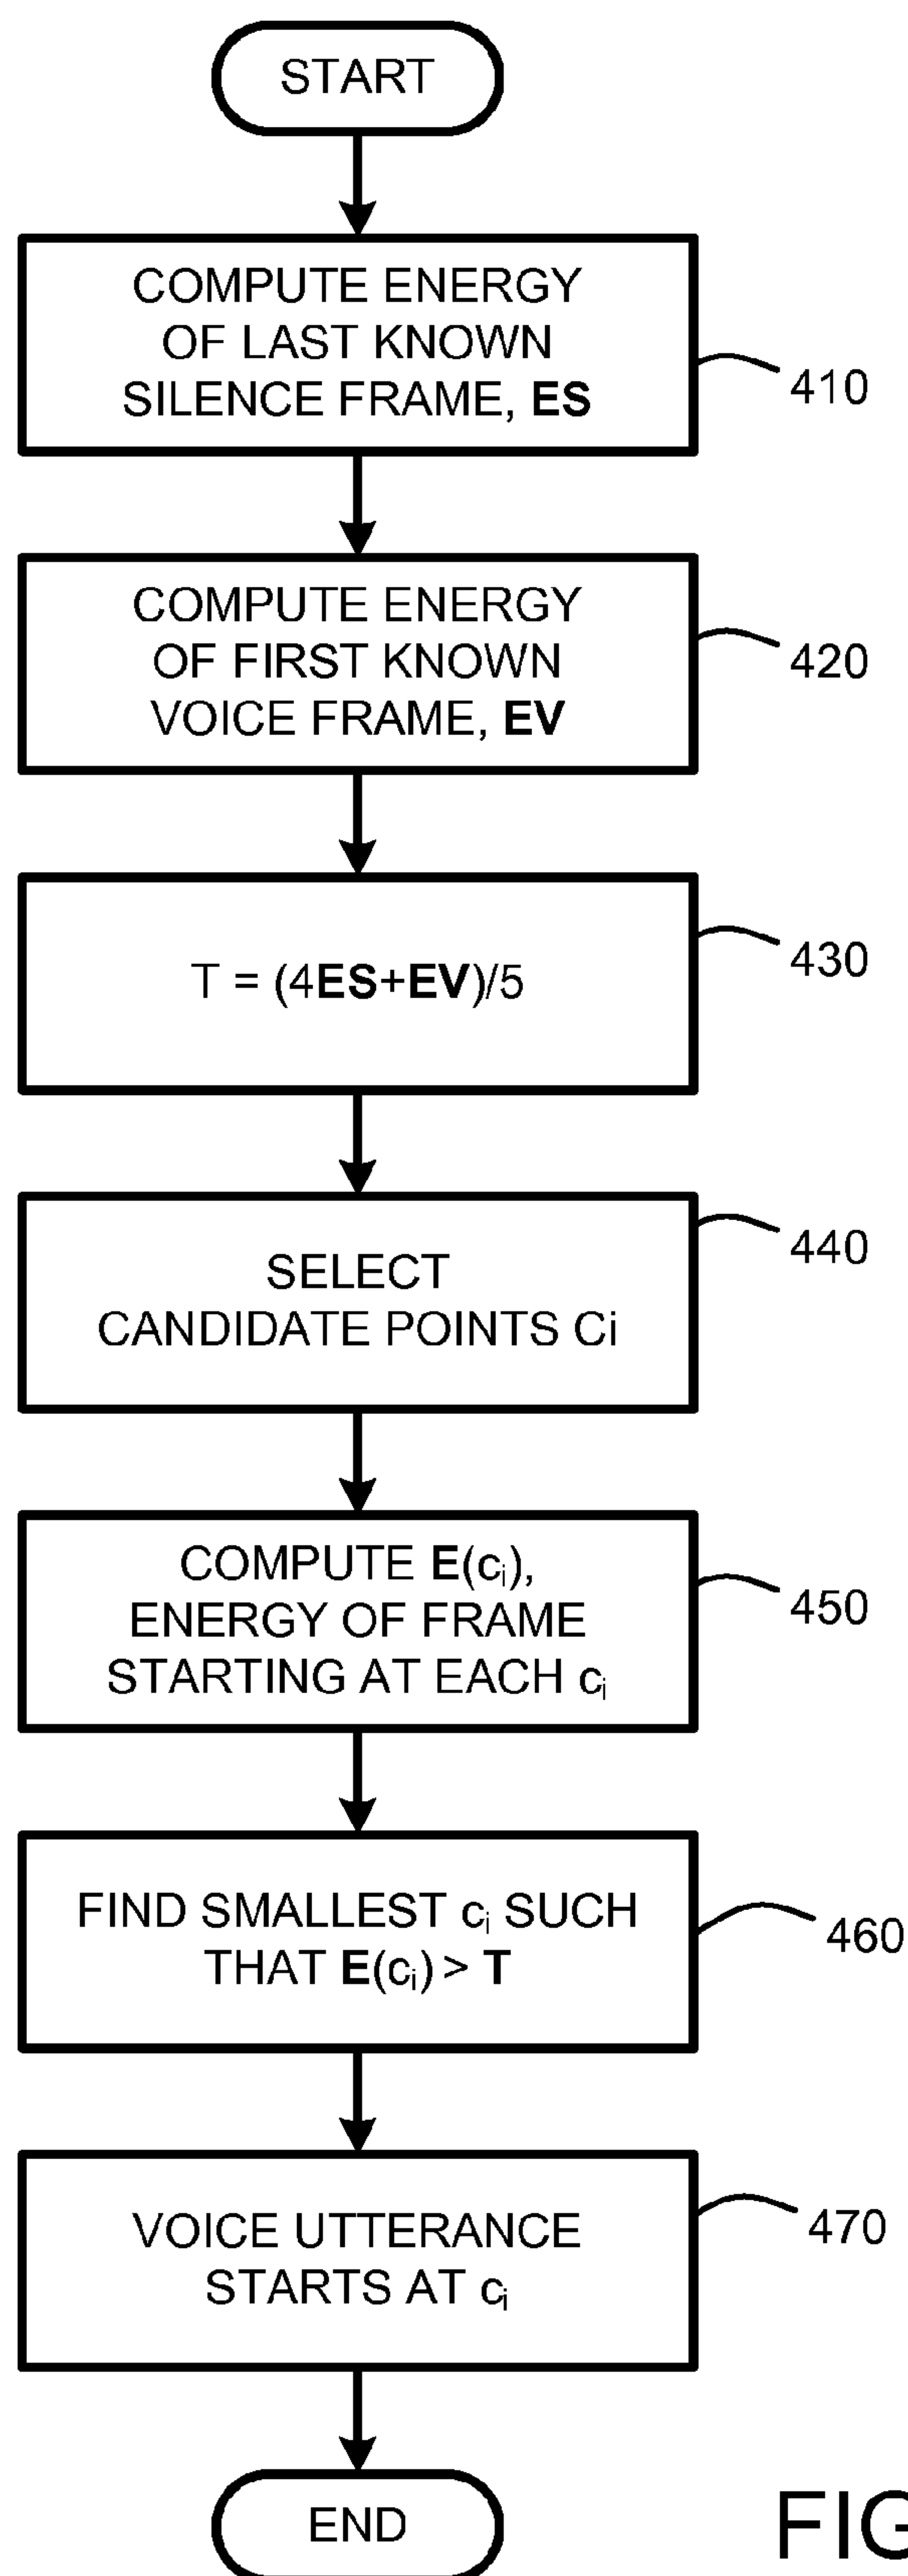 START
COMPUTE ENERGY
OF LAST KNOWN
SILENCE FRAME, ES
410
COMPUTE ENERGY
OF FIRST KNOWN
VOICE FRAME, EV
420
T = (4ES+EV)/5
430
SELECT
CANDIDATE POINTS Ci
440
COMPUTE E(cᵢ),
ENERGY OF FRAME
STARTING AT EACH cᵢ
450
FIND SMALLEST cᵢ SUCH
THAT E(cᵢ) > T
460
VOICE UTTERANCE
STARTS AT cᵢ
470
END
FIG